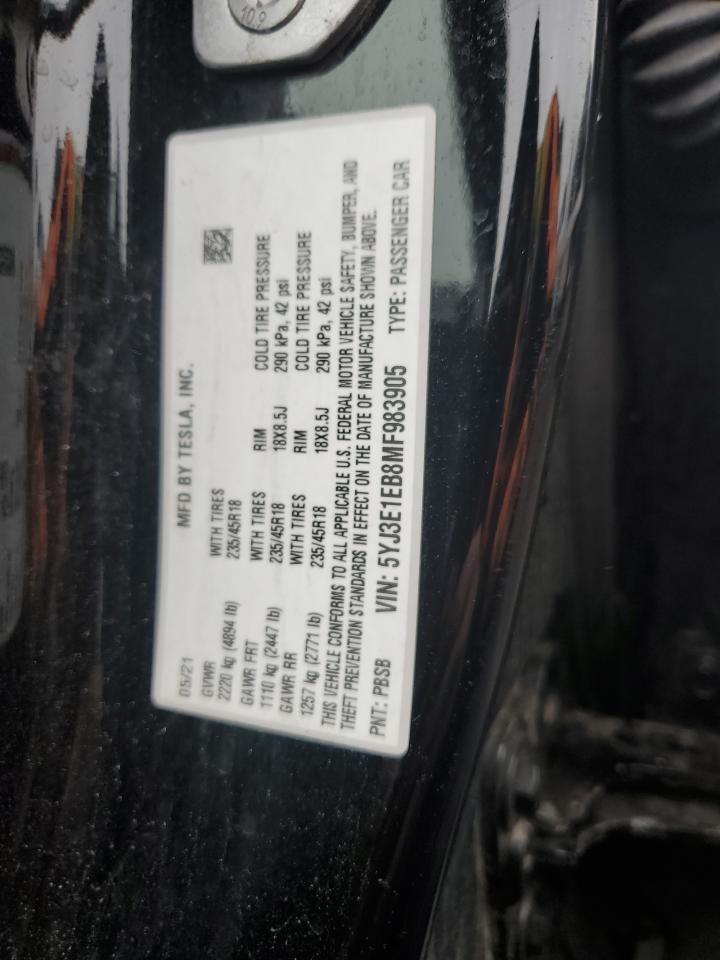 10.9
05/21 MFD BY TESLA, INC.
GVWR WITH TIRES
2220 kg (4894 lb) 235/45R18
GAWR FRT WITH TIRES RIM COLD TIRE PRESSURE
1110 kg (2447 lb) 235/45R18 18X8.5J 290 kPa, 42 psi
GAWR RR WITH TIRES RIM COLD TIRE PRESSURE
1257 kg (2771 lb) 235/45R18 18X8.5J 290 kPa, 42 psi
THIS VEHICLE CONFORMS TO ALL APPLICABLE U.S. FEDERAL MOTOR VEHICLE SAFETY, BUMPER, AND
THEFT PREVENTION STANDARDS IN EFFECT ON THE DATE OF MANUFACTURE SHOWN ABOVE.
PNT: PBSB VIN: 5YJ3E1EB8MF983905 TYPE: PASSENGER CAR